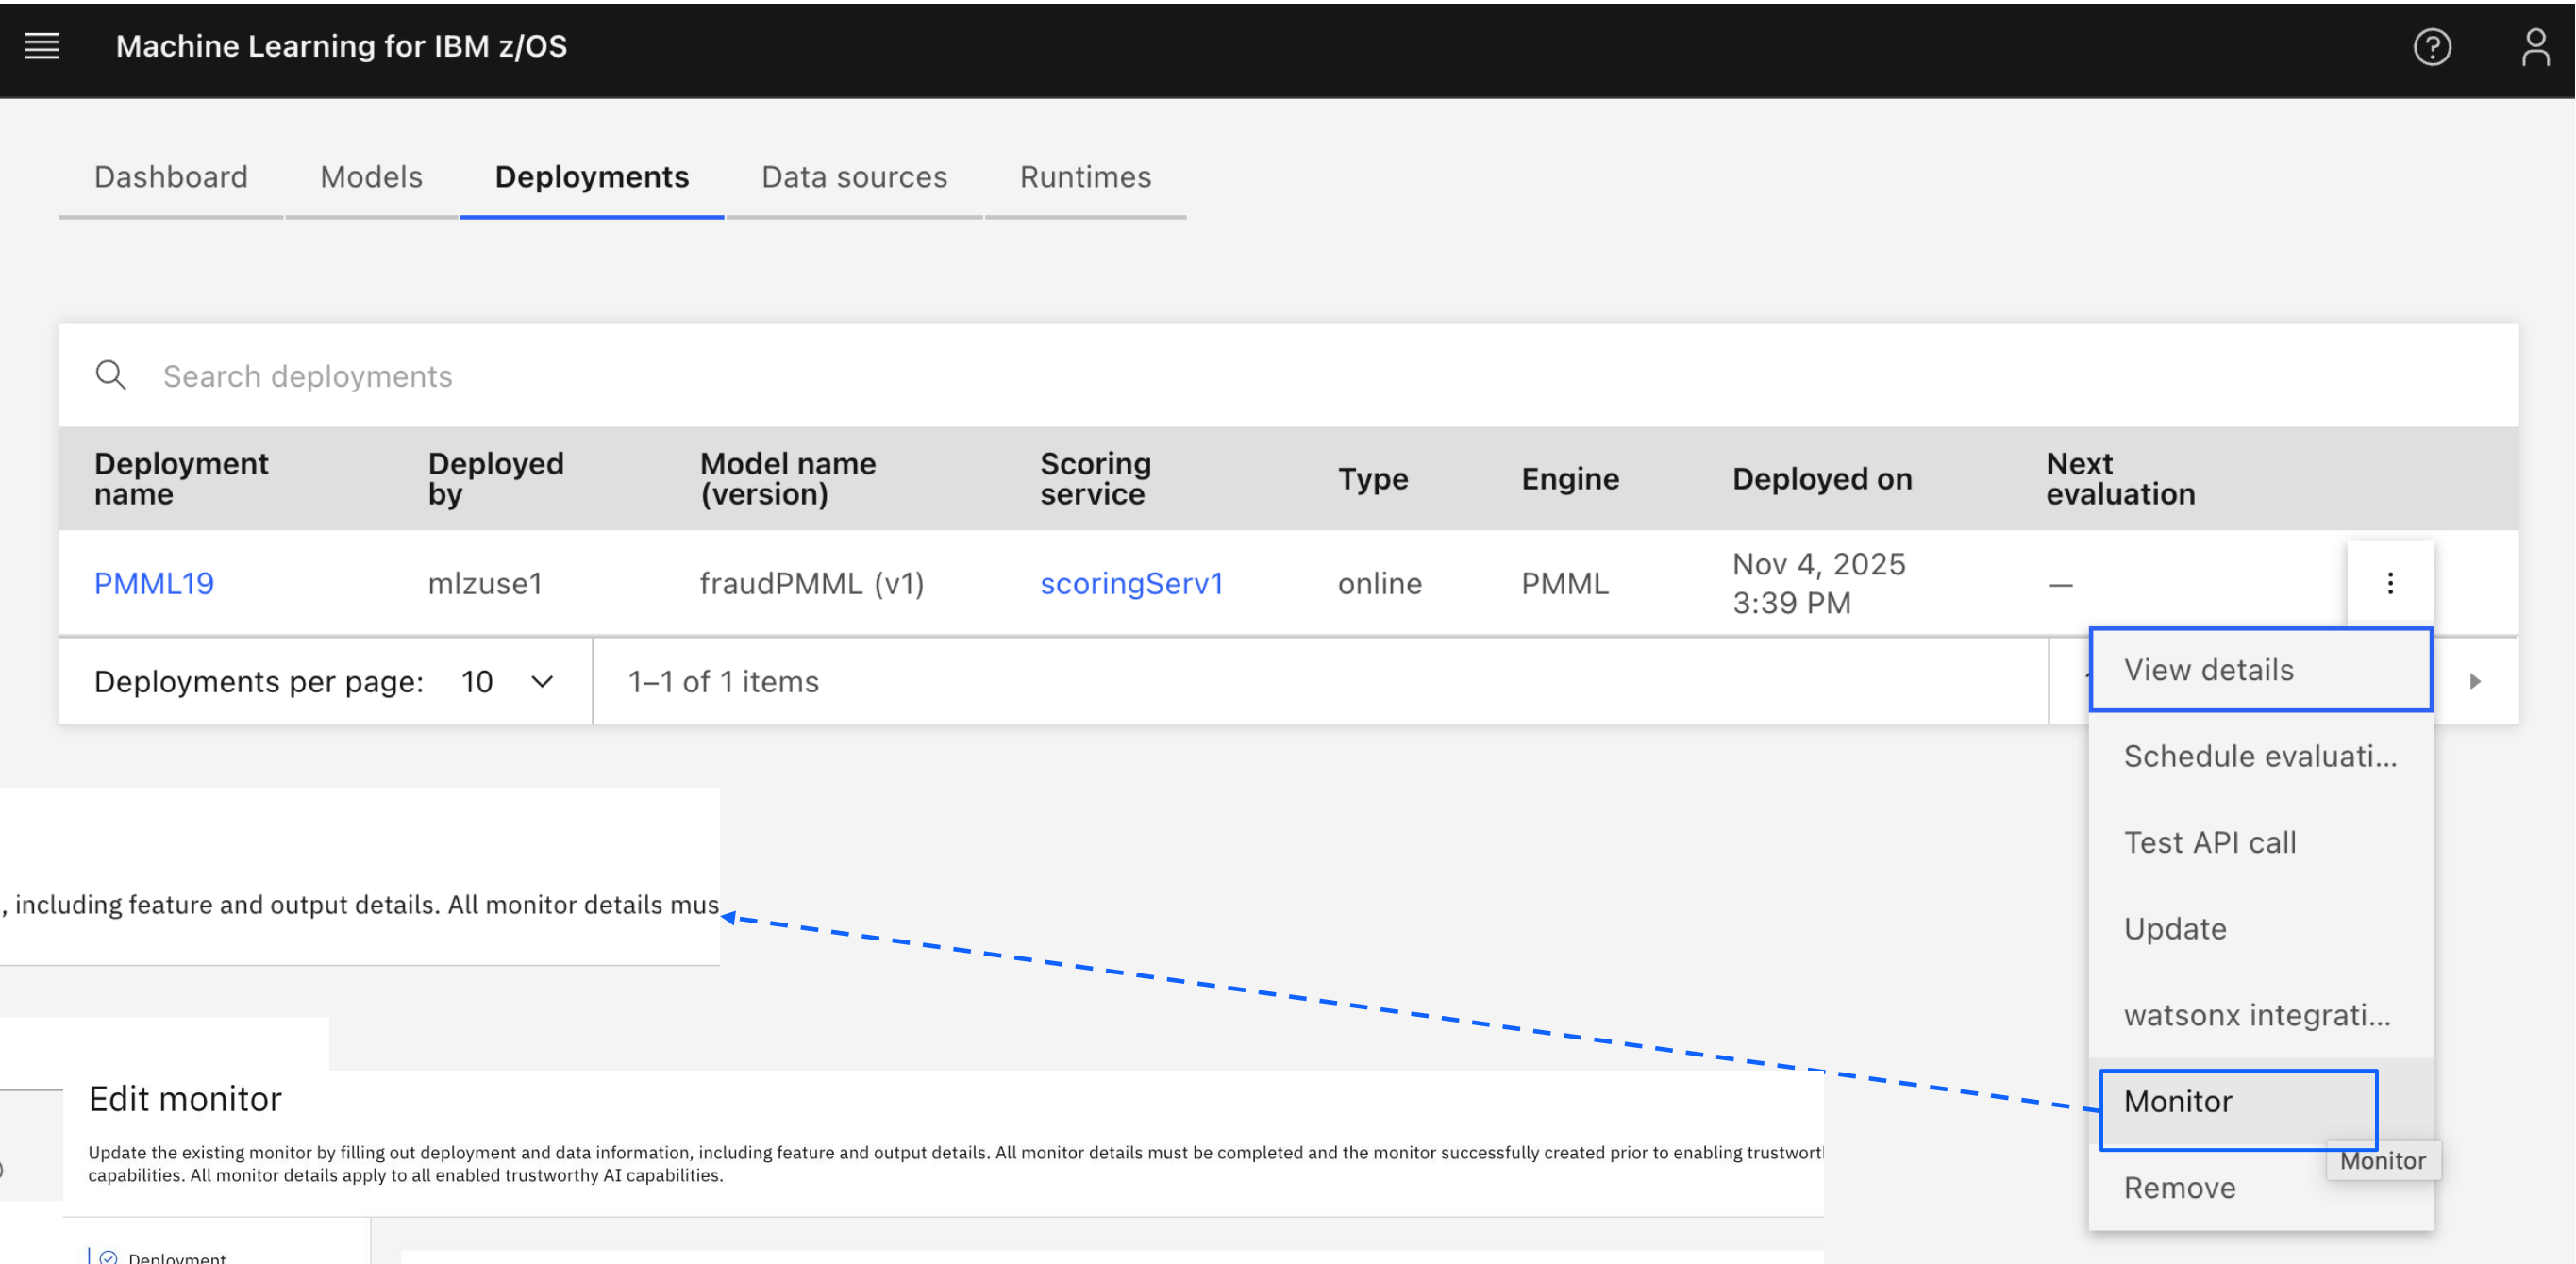 Machine Learning for IBM z/OS
Dashboard Models Deployments Data sources Runtimes
Search deployments
Deployment name Deployed by Model name (version) Scoring service Type Engine Deployed on Next evaluation
PMML19 mlzuse1 fraudPMML (v1) scoringServ1 online PMML Nov 4, 2025 3:39 PM —
Deployments per page: 10 1–1 of 1 items
View details
Schedule evaluati...
Test API call
Update
watsonx integrati...
Monitor
Monitor
Remove
, including feature and output details. All monitor details mus
Edit monitor
Update the existing monitor by filling out deployment and data information, including feature and output details. All monitor details must be completed and the monitor successfully created prior to enabling trustwort
capabilities. All monitor details apply to all enabled trustworthy AI capabilities.
Deployment